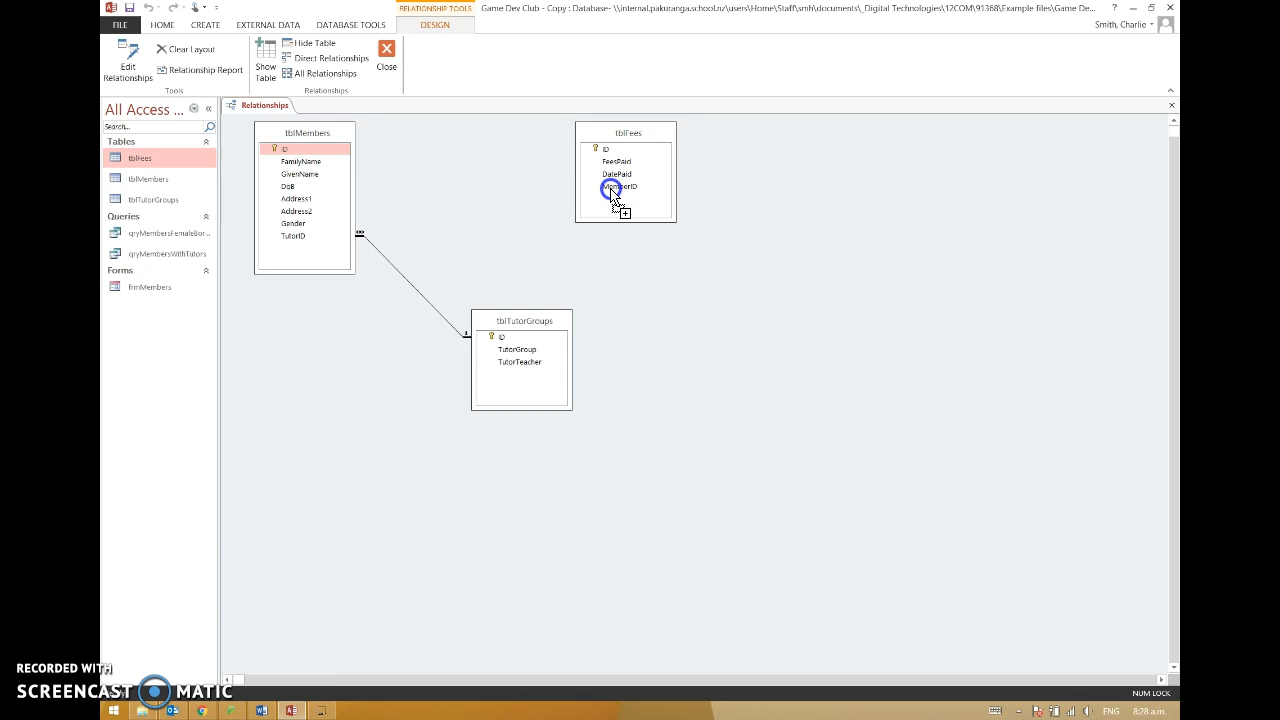 RELATIONSHIP TOOLS
Game Dev Club - Copy : Database- \\internal.pakuranga.school.nz\users\Home\Staff\smh\documents\_Digital Technologies\12COM\91368\Example files\Game De...
FILE HOME CREATE EXTERNAL DATA DATABASE TOOLS DESIGN
Smith, Charlie
Edit Relationships
Clear Layout
Relationship Report
Tools
Show Table
Hide Table
Direct Relationships
All Relationships
Relationships
Close
All Access ...
Search...
Tables
tblFees
tblMembers
tblTutorGroups
Queries
qryMembersFemaleBor...
qryMembersWithTutors
Forms
frmMembers
Relationships
tblMembers
ID
FamilyName
GivenName
DoB
Address1
Address2
Gender
TutorID
tblFees
ID
FeesPaid
DatePaid
MemberID
∞
1
tblTutorGroups
ID
TutorGroup
TutorTeacher
RECORDED WITH
SCREENCAST MATIC
NUM LOCK
ENG 8:28 a.m.